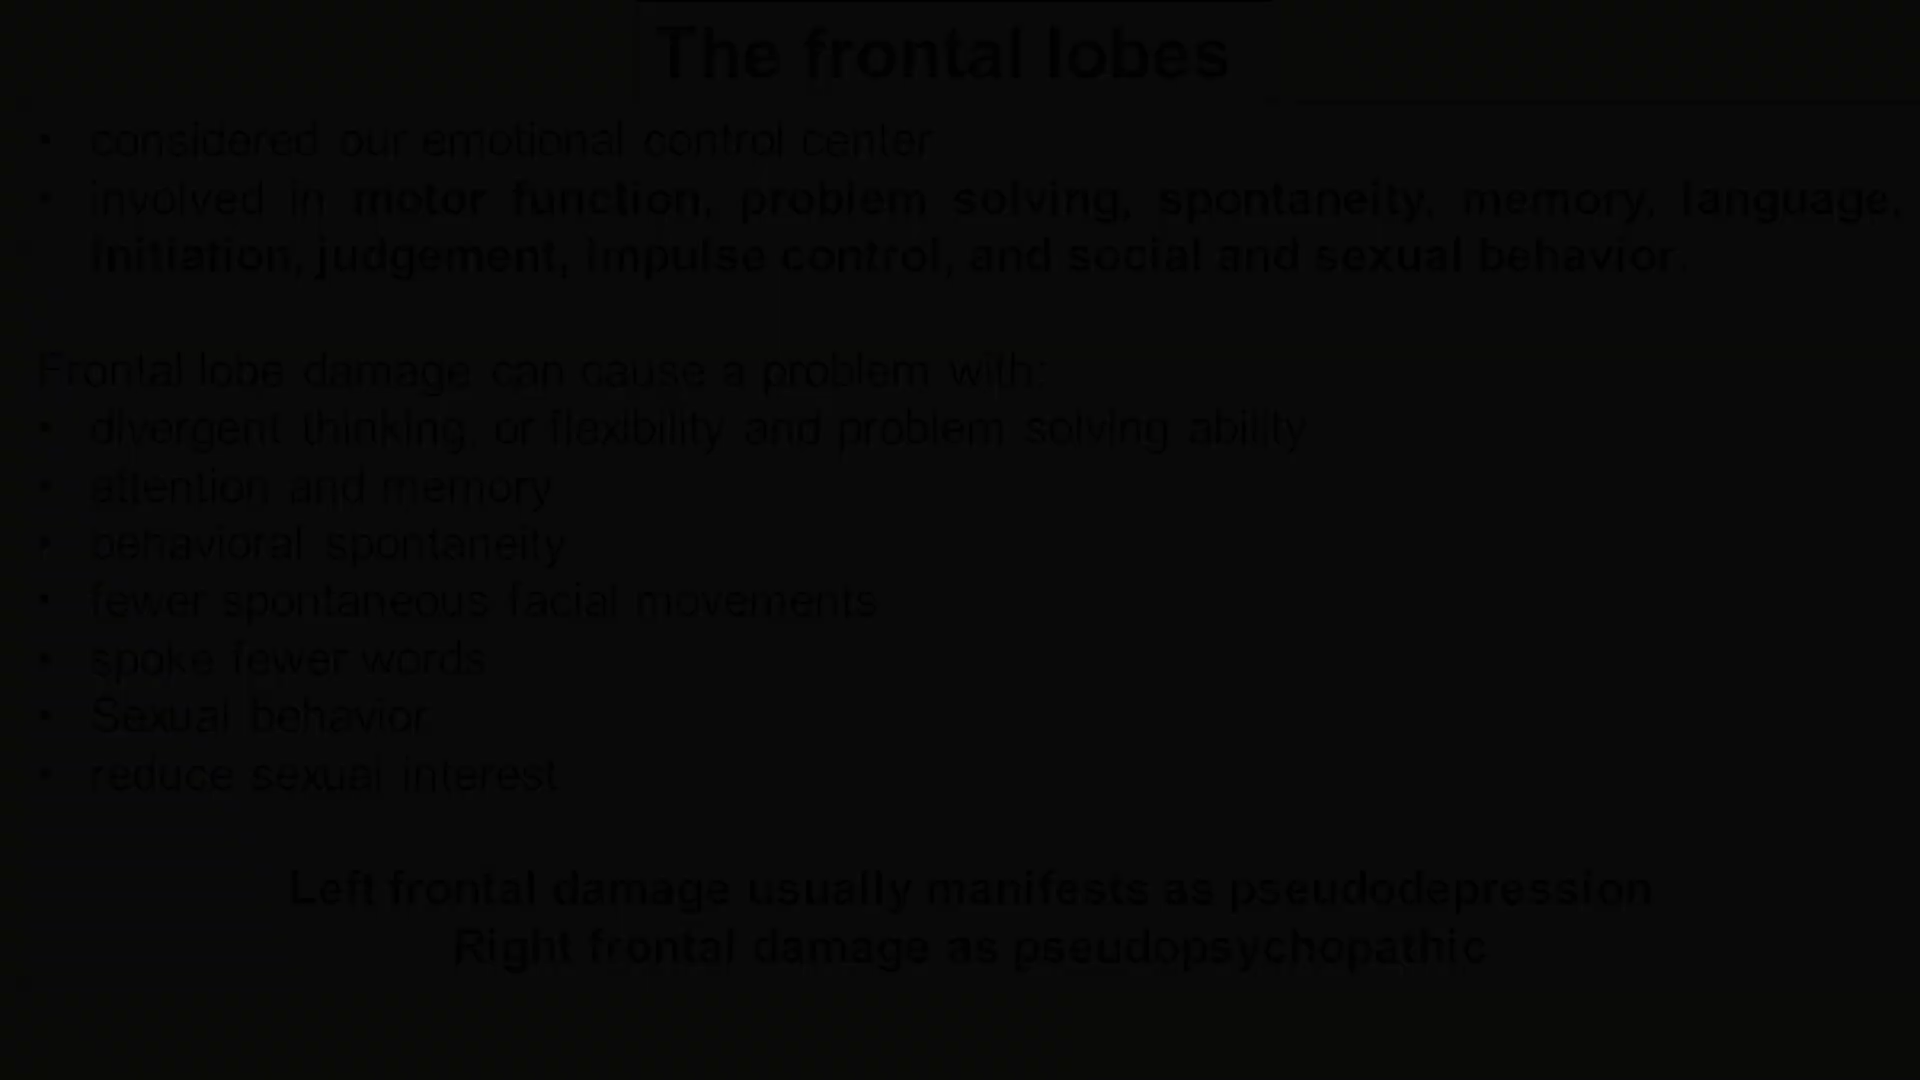 The frontal lobes
• considered our emotional control center
• involved in motor function, problem solving, spontaneity, memory, language,
initiation, judgement, impulse control, and social and sexual behavior.
Frontal lobe damage can cause a problem with:
• divergent thinking, or flexibility and problem solving ability
• attention and memory
• behavioral spontaneity
• fewer spontaneous facial movements
• spoke fewer words
• Sexual behavior
• reduce sexual interest
Left frontal damage usually manifests as pseudodepression
Right frontal damage as pseudopsychopathic